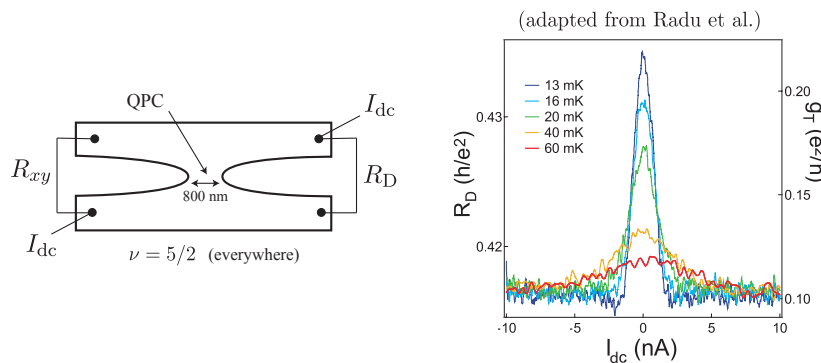 (adapted from Radu et al.)
QPC
I_dc
R_xy
R_D
800 nm
I_dc
ν = 5/2 (everywhere)
13 mK
16 mK
20 mK
40 mK
60 mK
0.43
0.42
R_D (h/e²)
0.20
0.15
0.10
g_T (e²/h)
-10
-5
0
5
10
I_dc (nA)